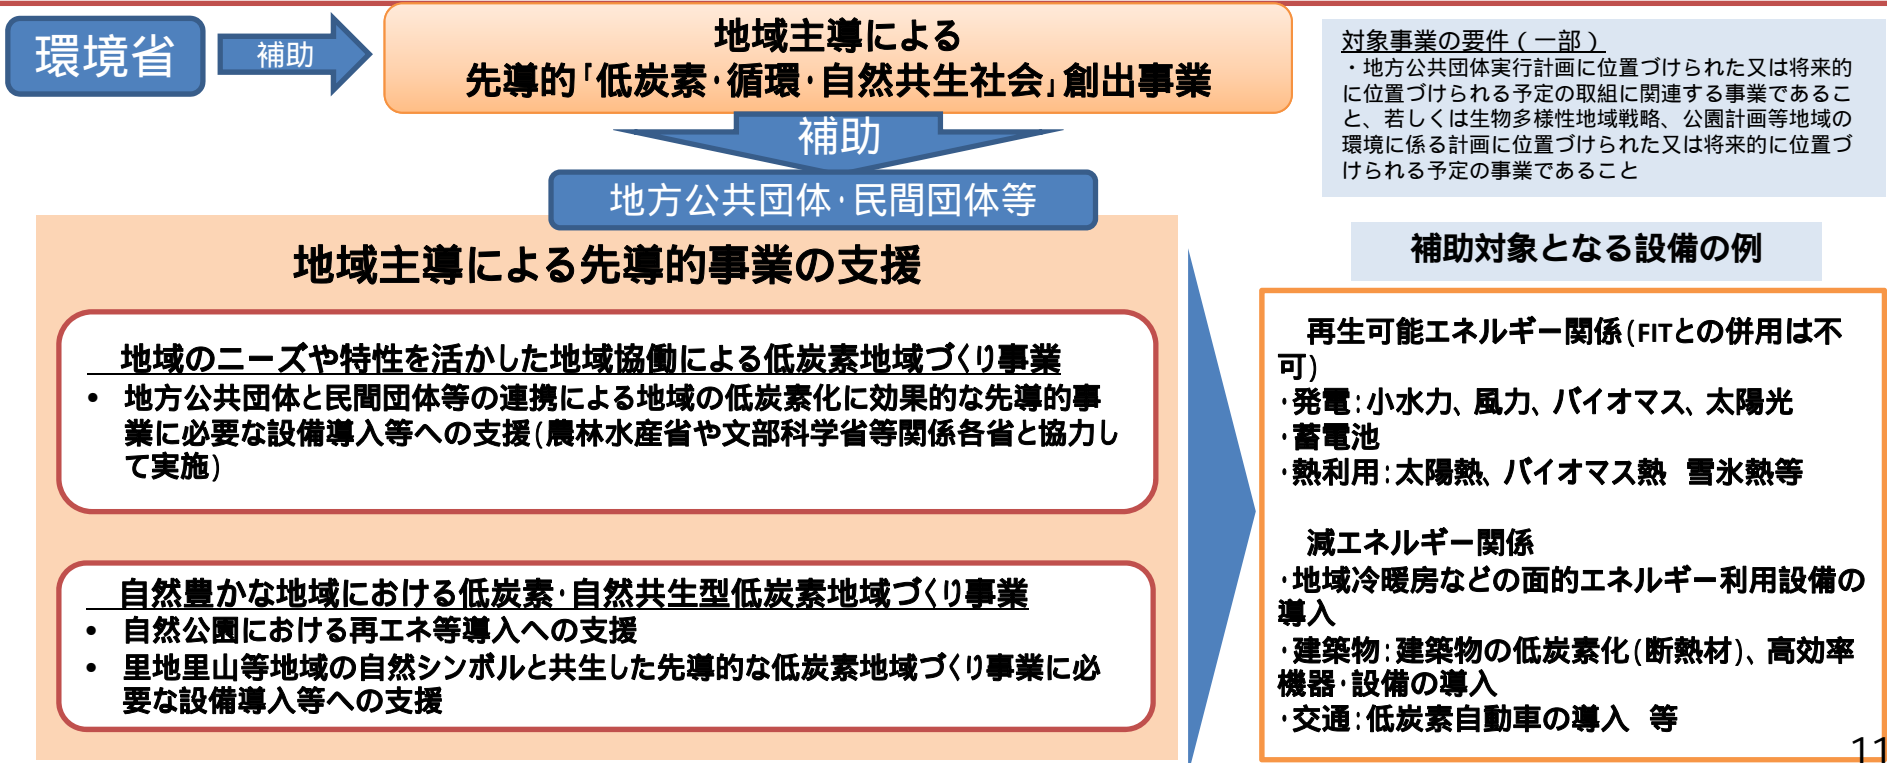 環境省
補助
地域主導による
先導的「低炭素･循環･自然共生社会」創出事業
補助
地方公共団体･民間団体等
対象事業の要件（一部）
・地方公共団体実行計画に位置づけられた又は将来的
に位置づけられる予定の取組に関連する事業であるこ
と、若しくは生物多様性地域戦略、公園計画等地域の
環境に係る計画に位置づけられた又は将来的に位置づ
けられる予定の事業であること
地域主導による先導的事業の支援
地域のニーズや特性を活かした地域協働による低炭素地域づくり事業
• 地方公共団体と民間団体等の連携による地域の低炭素化に効果的な先導的事
業に必要な設備導入等への支援(農林水産省や文部科学省等関係各省と協力し
て実施)
自然豊かな地域における低炭素･自然共生型低炭素地域づくり事業
• 自然公園における再エネ等導入への支援
• 里地里山等地域の自然シンボルと共生した先導的な低炭素地域づくり事業に必
要な設備導入等への支援
補助対象となる設備の例
再生可能エネルギー関係(FITとの併用は不
可)
･発電:小水力、風力、バイオマス、太陽光
･蓄電池
･熱利用:太陽熱、バイオマス熱　雪氷熱等
減エネルギー関係
･地域冷暖房などの面的エネルギー利用設備の
導入
･建築物:建築物の低炭素化(断熱材)、高効率
機器･設備の導入
･交通:低炭素自動車の導入　等
11